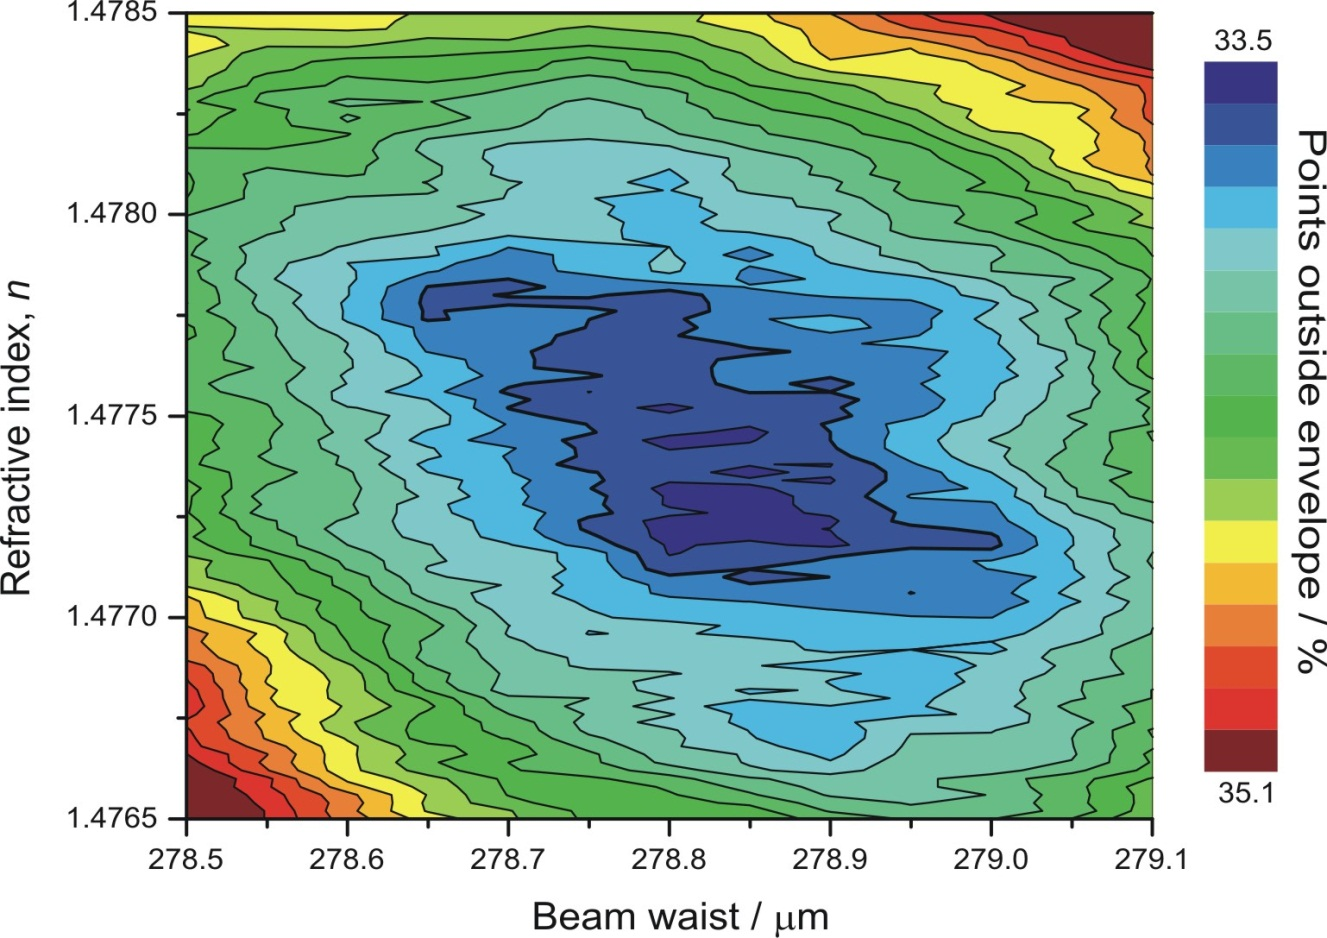 1.4785
1.4780
1.4775
1.4770
1.4765
Refractive index, n
278.5 278.6 278.7 278.8 278.9 279.0 279.1
Beam waist / μm
33.5
35.1
Points outside envelope / %